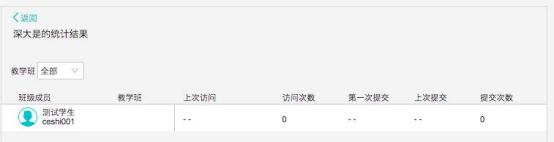 返回
深大是的统计结果
教学班 全部
班级成员 教学班 上次访问 访问次数 第一次提交 上次提交 提交次数
测试学生
ceshi001
-- 0 -- -- 0